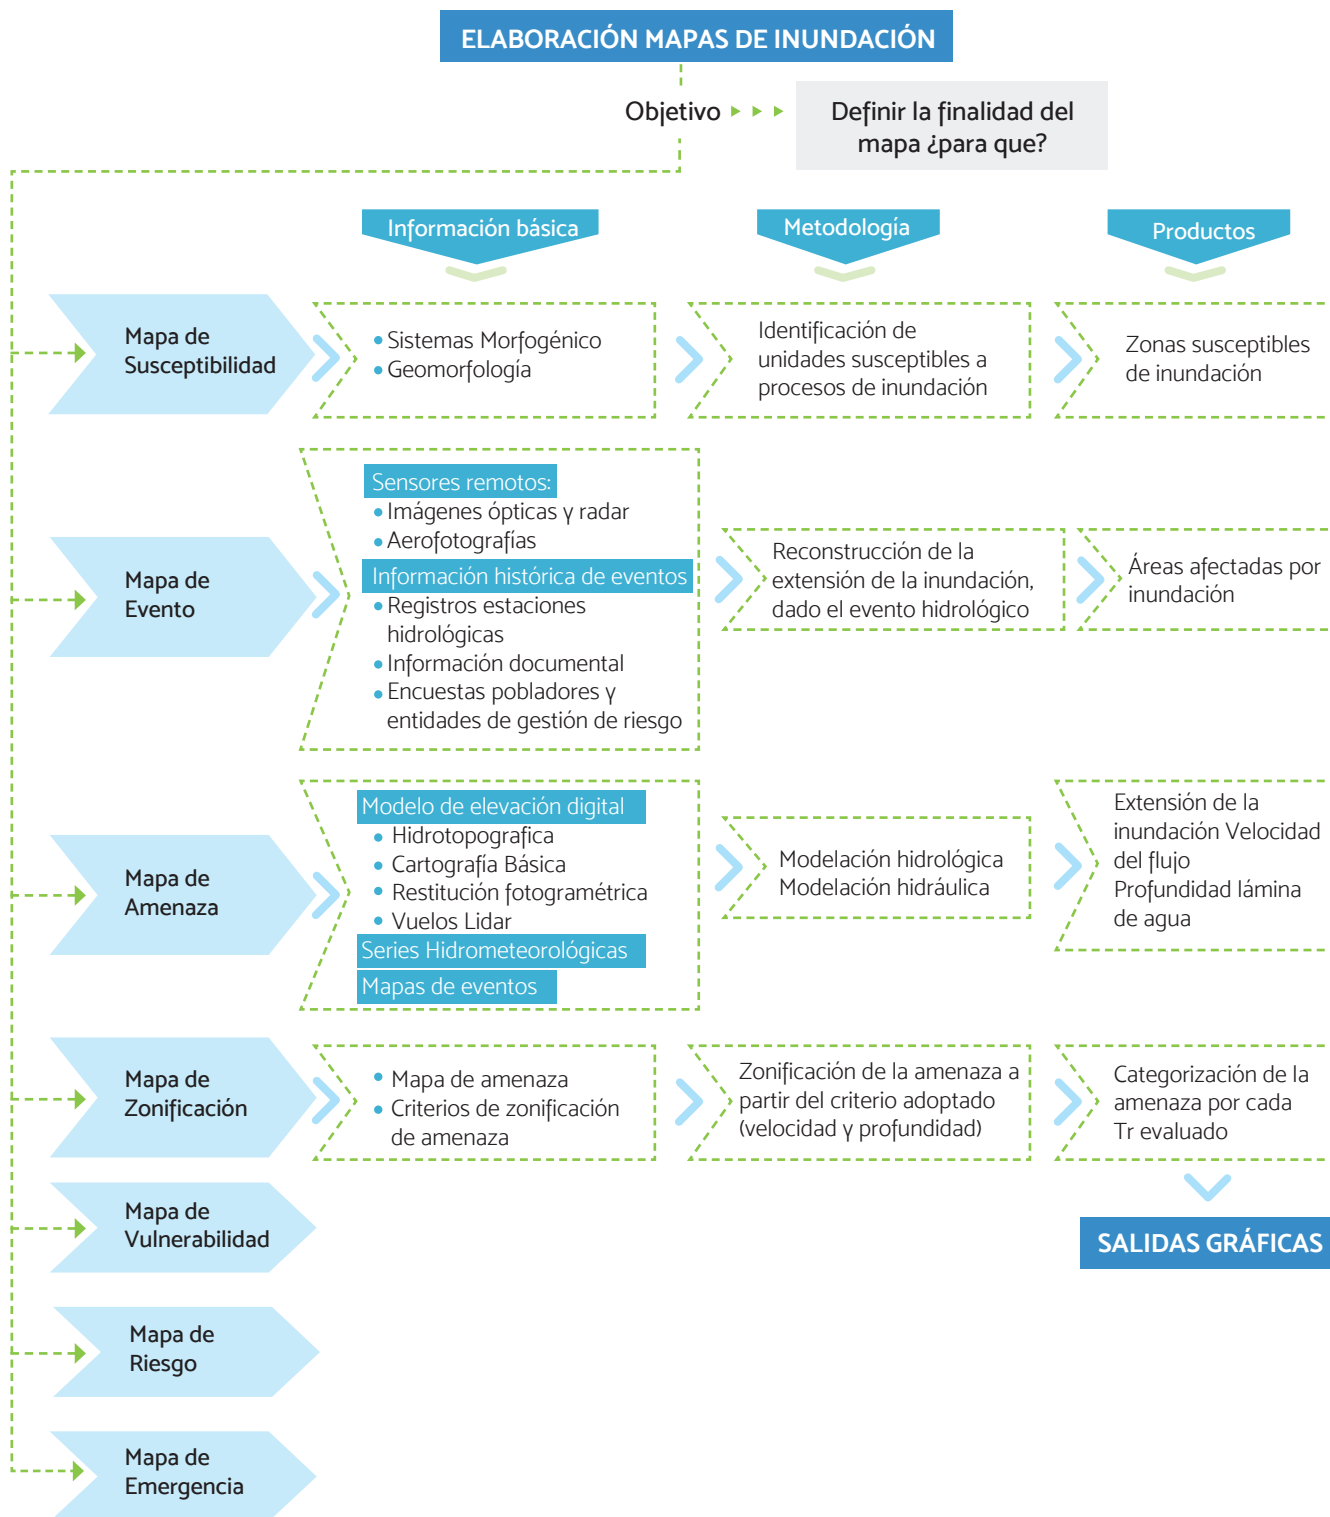 ELABORACIÓN MAPAS DE INUNDACIÓN
Objetivo
Definir la finalidad del
mapa ¿para que?
Información básica
Metodología
Productos
Mapa de
Susceptibilidad
Sistemas Morfogénico
Geomorfología
Identificación de
unidades susceptibles a
procesos de inundación
Zonas susceptibles
de inundación
Mapa de
Evento
Sensores remotos:
Imágenes ópticas y radar
Aerofotografías
Información histórica de eventos
Registros estaciones
hidrológicas
Información documental
Encuestas pobladores y
entidades de gestión de riesgo
Reconstrucción de la
extensión de la inundación,
dado el evento hidrológico
Áreas afectadas por
inundación
Mapa de
Amenaza
Modelo de elevación digital
Hidrotopografica
Cartografía Básica
Restitución fotogramétrica
Vuelos Lidar
Series Hidrometeorológicas
Mapas de eventos
Modelación hidrológica
Modelación hidráulica
Extensión de la
inundación Velocidad
del flujo
Profundidad lámina
de agua
Mapa de
Zonificación
Mapa de amenaza
Criterios de zonificación
de amenaza
Zonificación de la amenaza a
partir del criterio adoptado
(velocidad y profundidad)
Categorización de la
amenaza por cada
Tr evaluado
Mapa de
Vulnerabilidad
SALIDAS GRÁFICAS
Mapa de
Riesgo
Mapa de
Emergencia